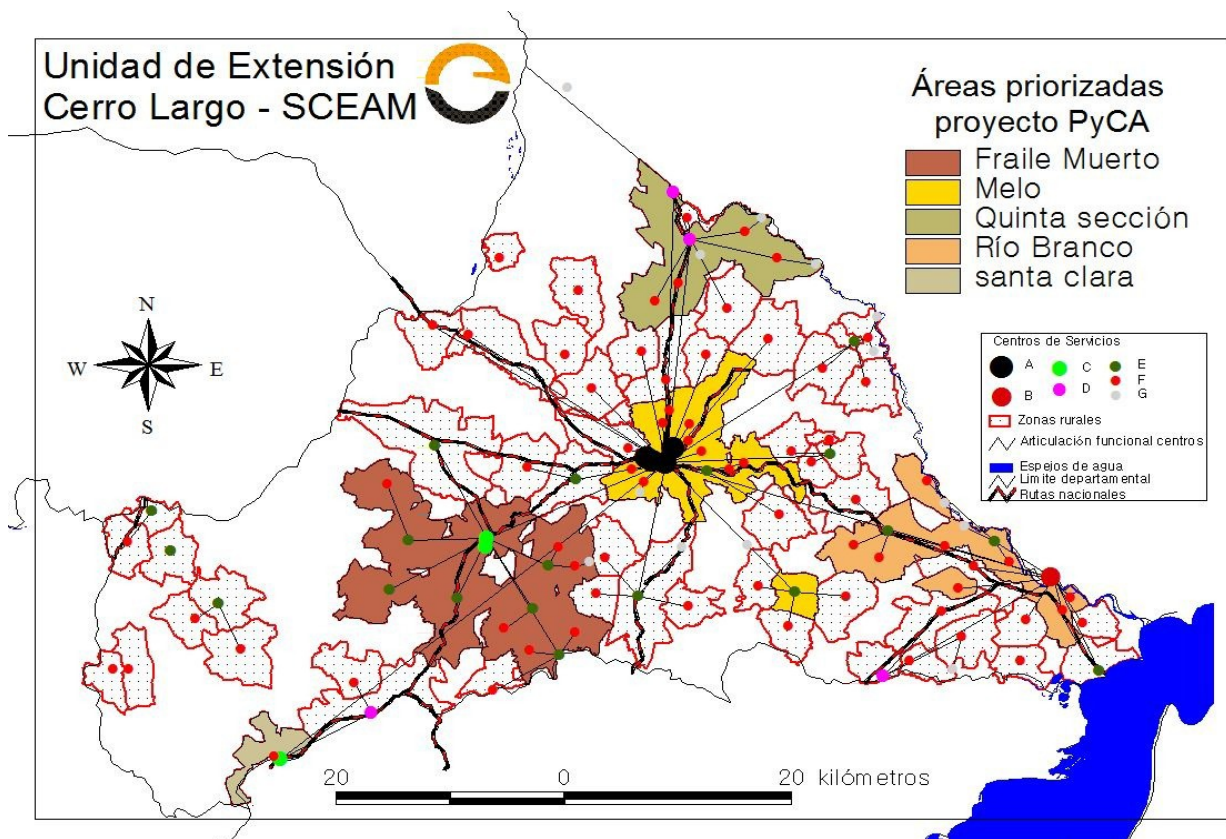 Unidad de Extensión
Cerro Largo - SCEAM
Áreas priorizadas
proyecto PyCA
Fraile Muerto
Melo
Quinta sección
Río Branco
santa clara
N
W
E
S
Centros de Servicios
A
C
E
B
D
F
G
Zonas rurales
Articulación funcional centros
Espejos de agua
Límite departamental
Rutas nacionales
20 0 20 kilómetros